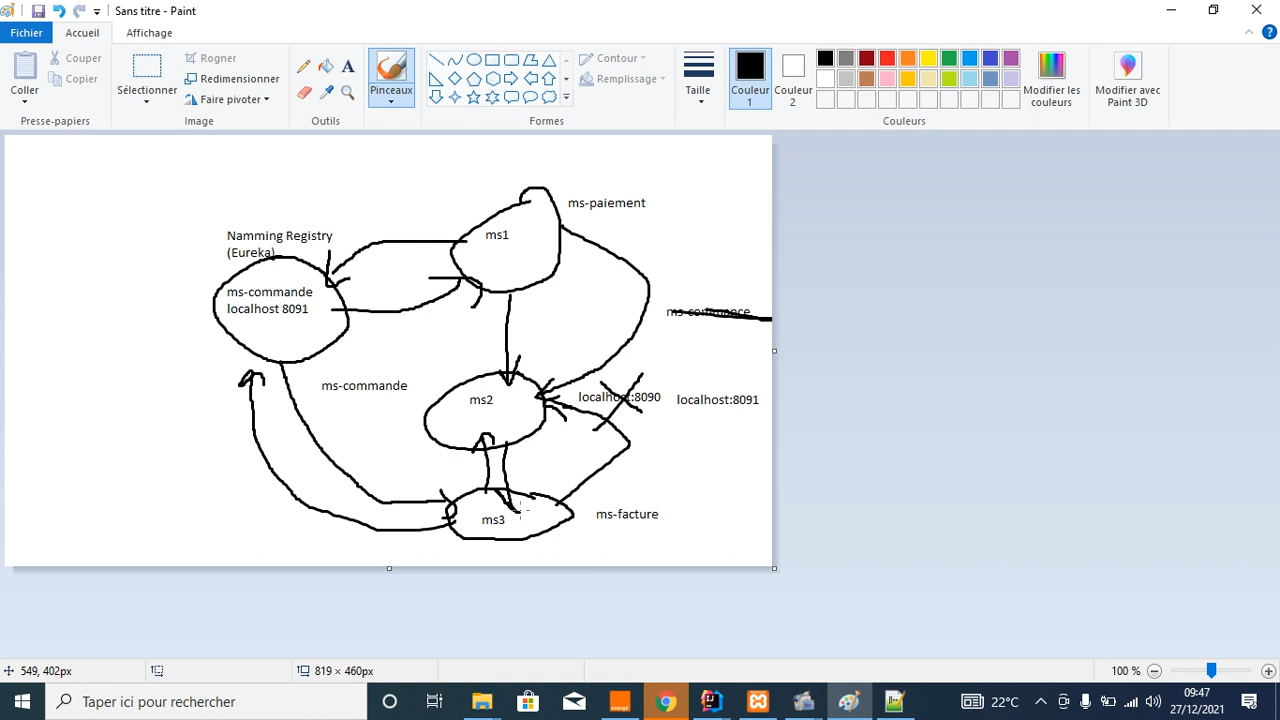 Sans titre - Paint
Fichier
Accueil
Affichage
Coller
Couper
Copier
Presse-papiers
Sélectionner
Rogner
Redimensionner
Faire pivoter
Image
A
Outils
Pinceaux
Contour
Remplissage
Formes
Taille
Couleur
1
Couleur
2
Modifier les
couleurs
Couleurs
Modifier avec
Paint 3D
ms-paiement
ms1
Namming Registry
(Eureka)
ms-commande
localhost 8091
ms-commance
ms-commande
ms2
localhost:8090
localhost:8091
ms3
ms-facture
549, 402px
819 × 460px
100 %
Taper ici pour rechercher
orange
22°C
09:47
27/12/2021